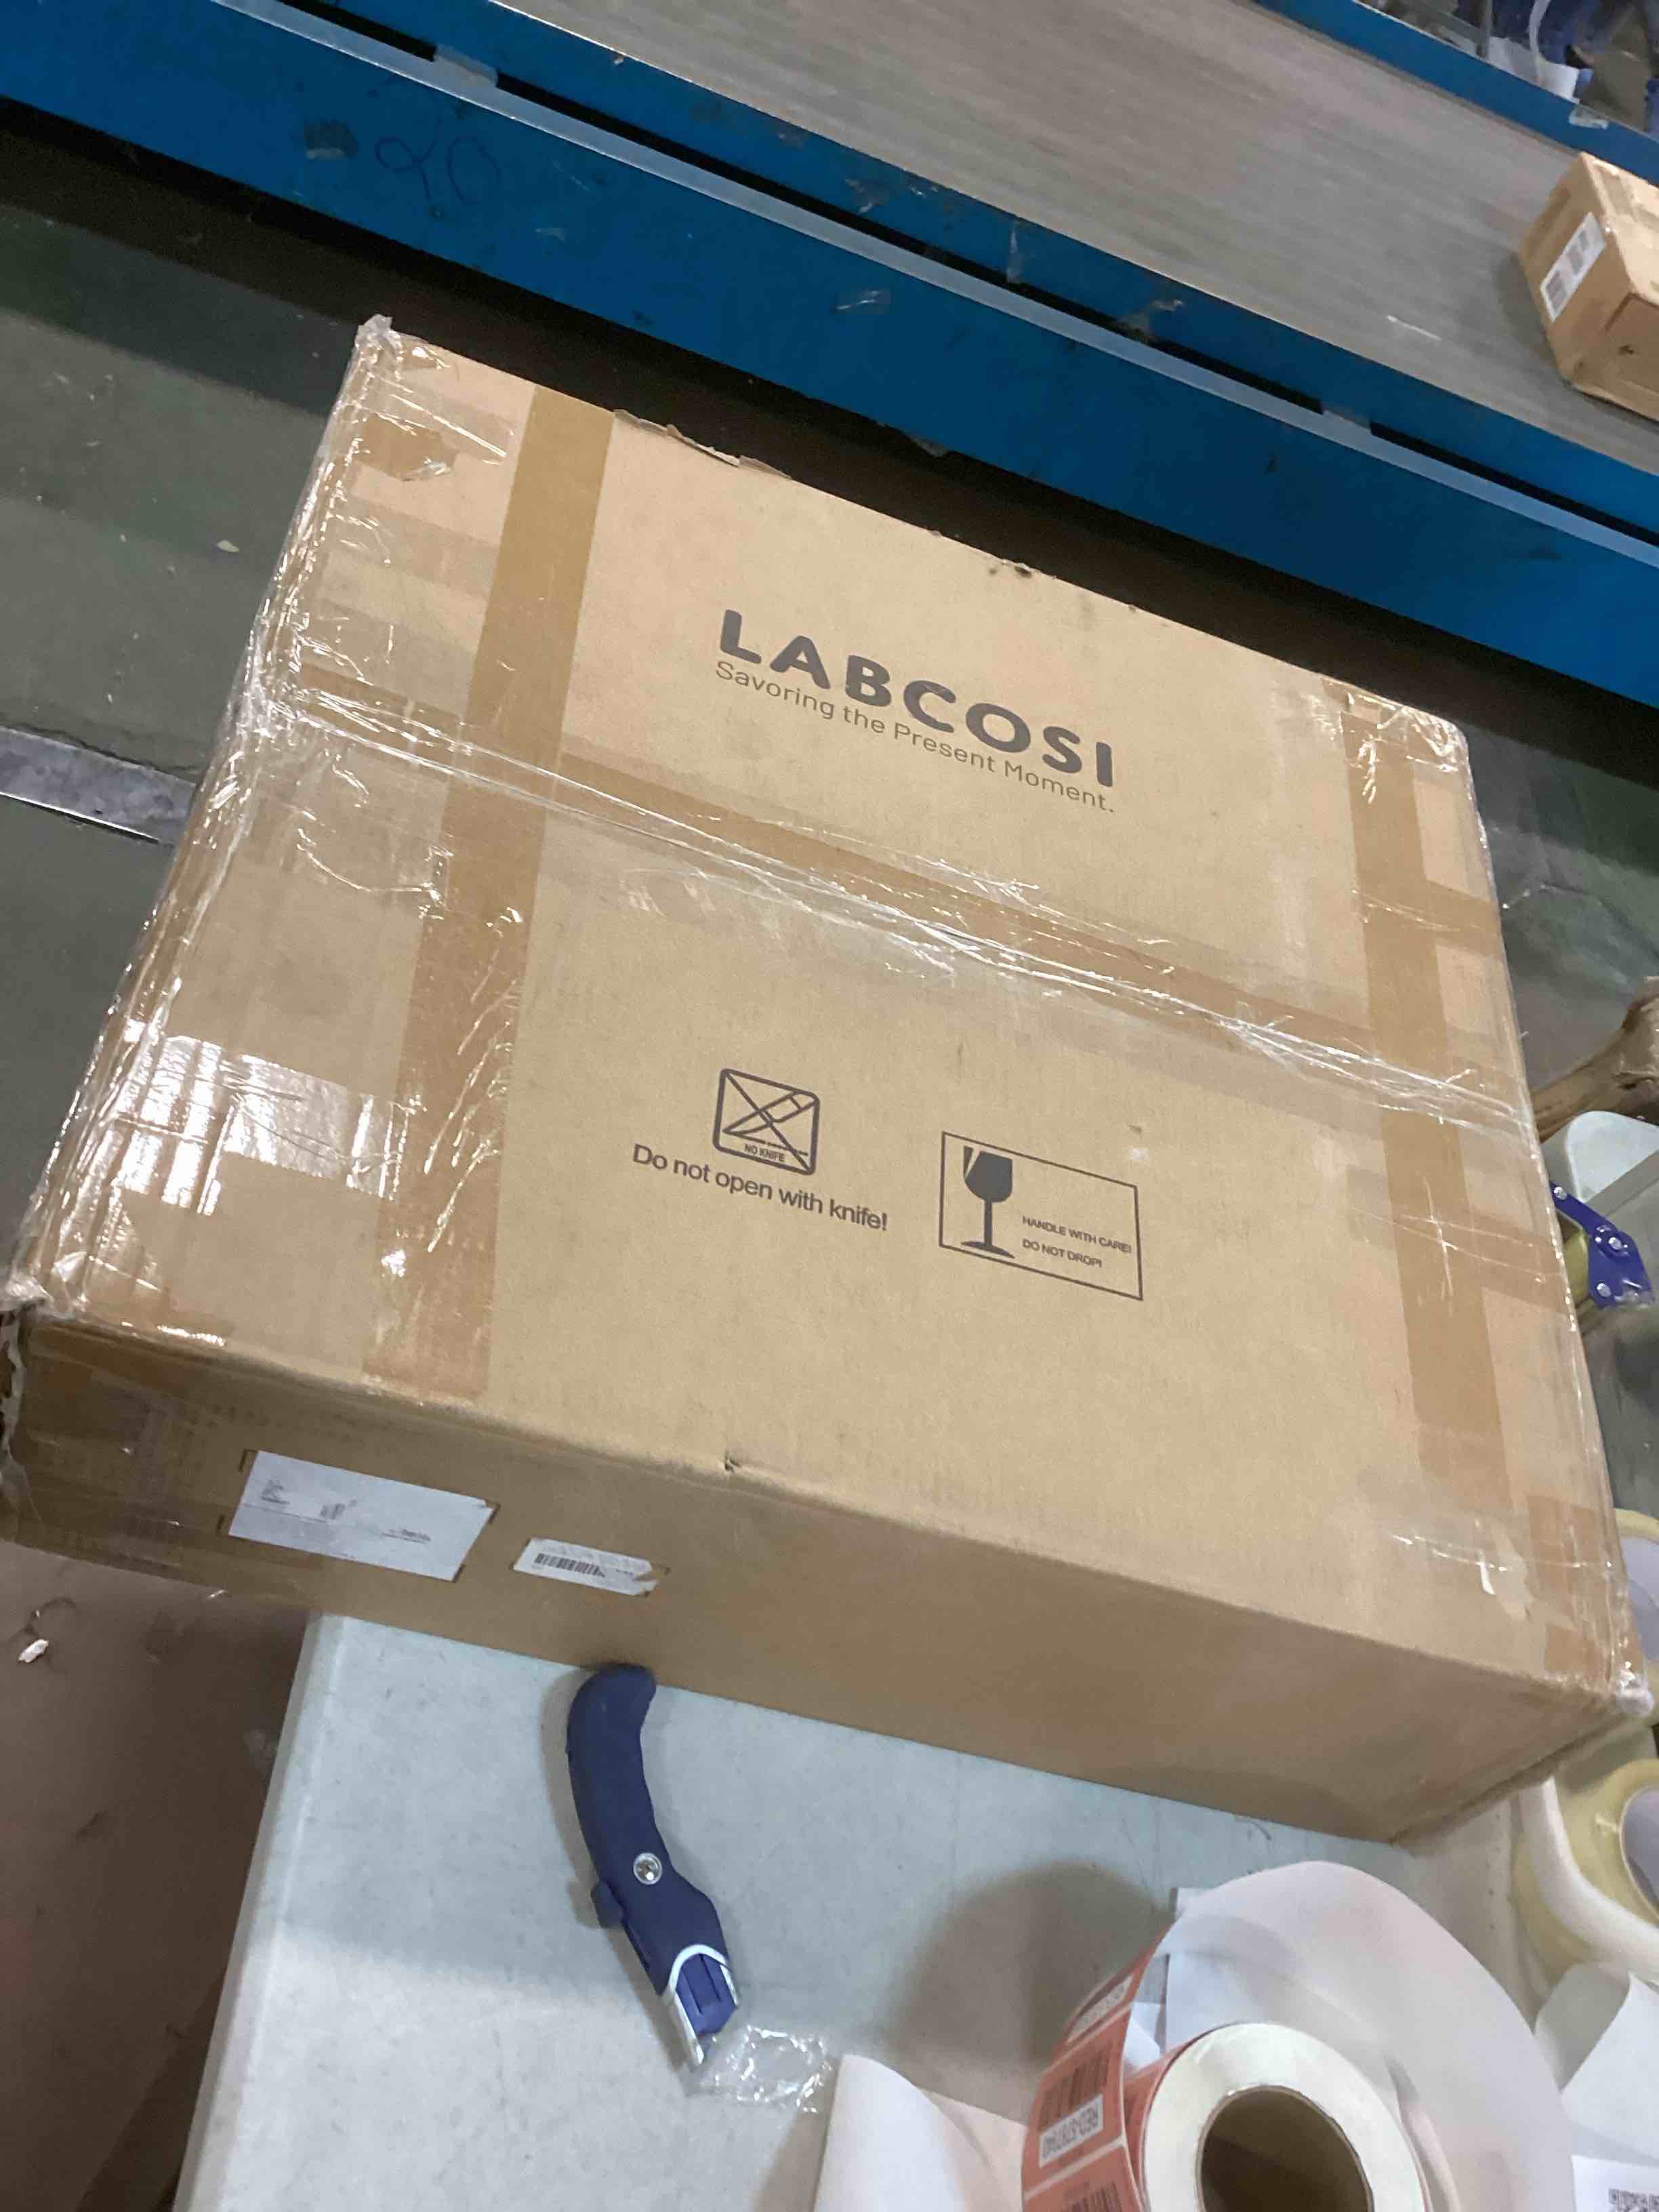 LABCOSI
Savoring the Present Moment.
NO KNIFE
Do not open with knife!
HANDLE WITH CARE!
DO NOT DROP!